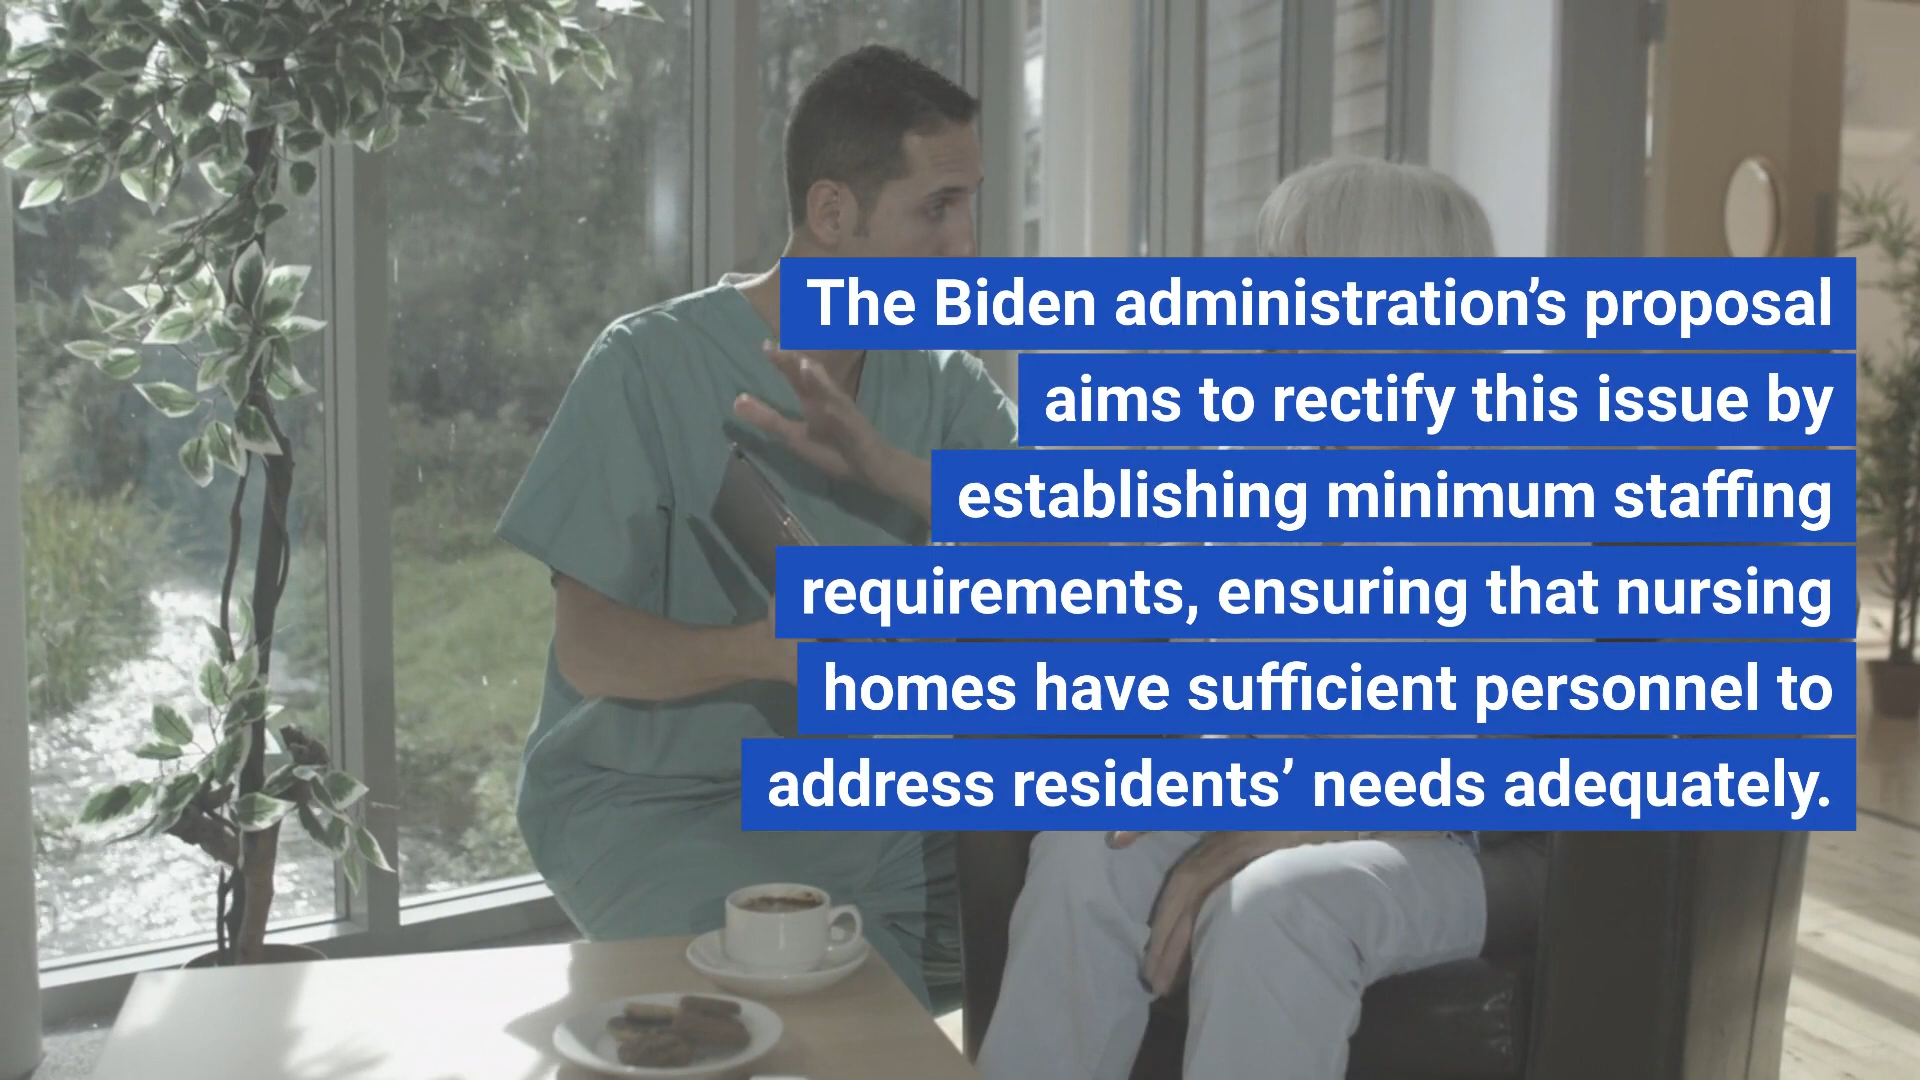 The Biden administration’s proposal
aims to rectify this issue by
establishing minimum staffing
requirements, ensuring that nursing
homes have sufficient personnel to
address residents’ needs adequately.